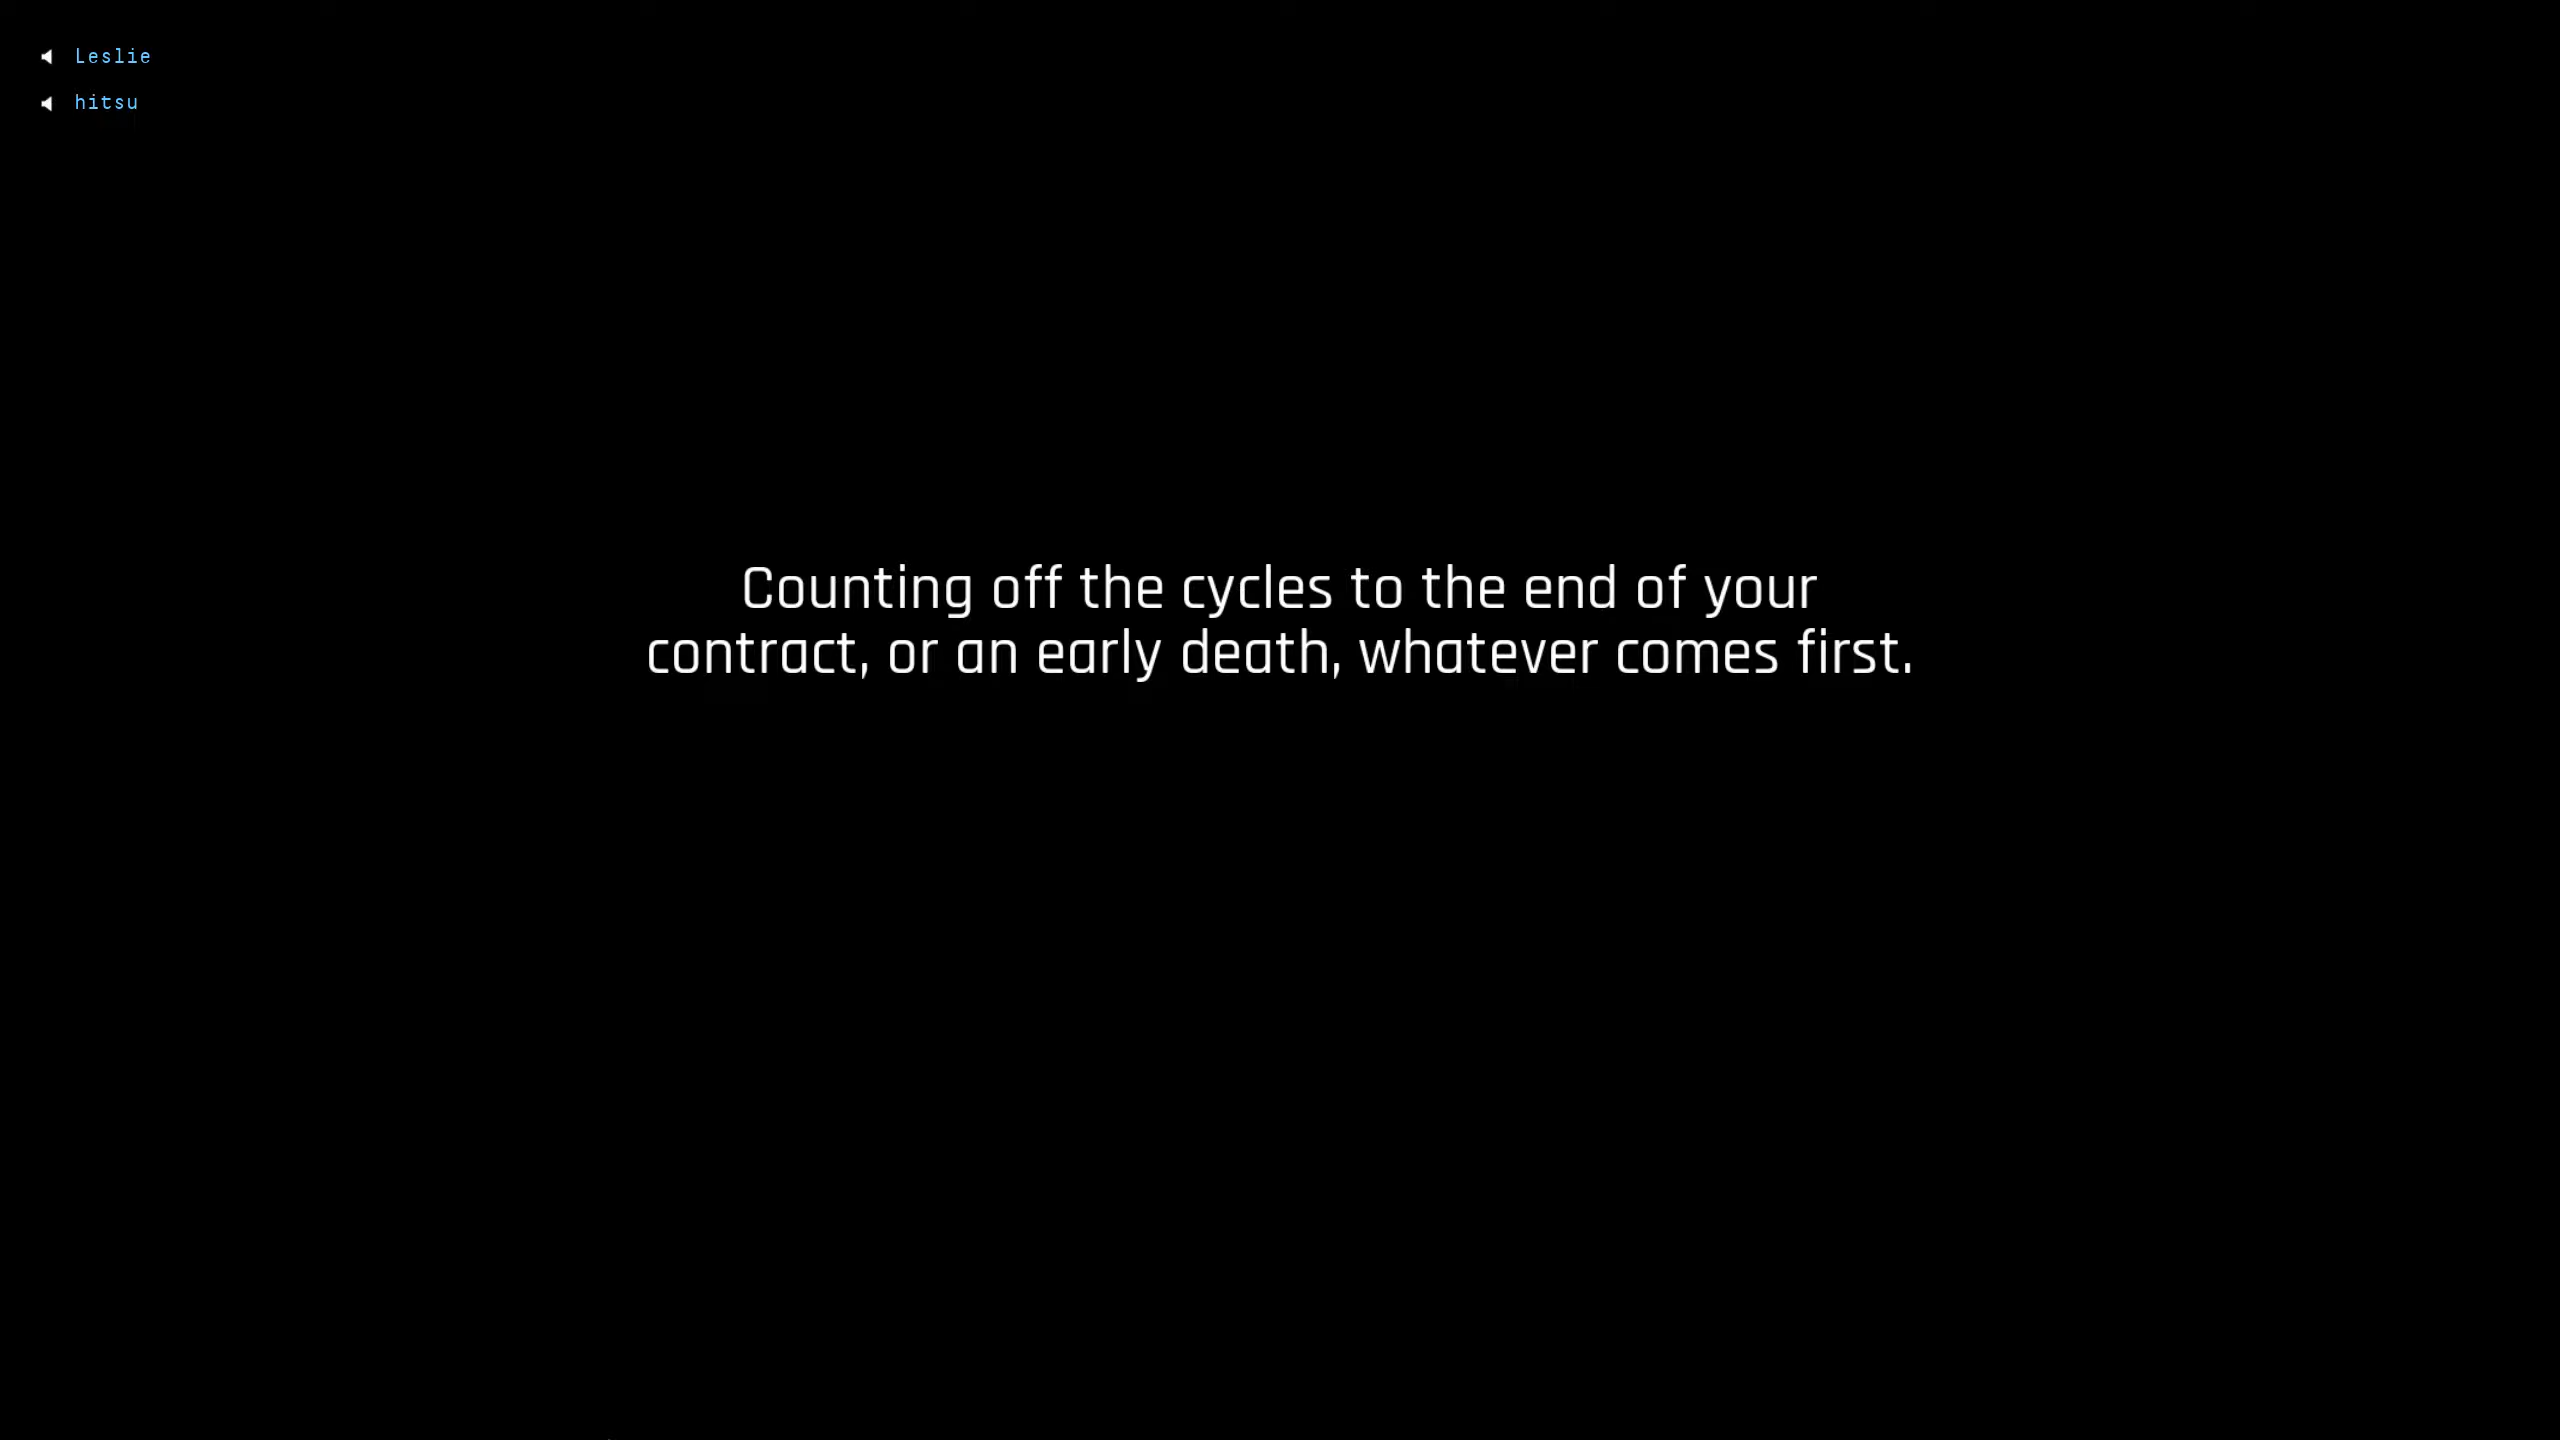 Leslie
hitsu
Counting off the cycles to the end of your
contract, or an early death, whatever comes first.